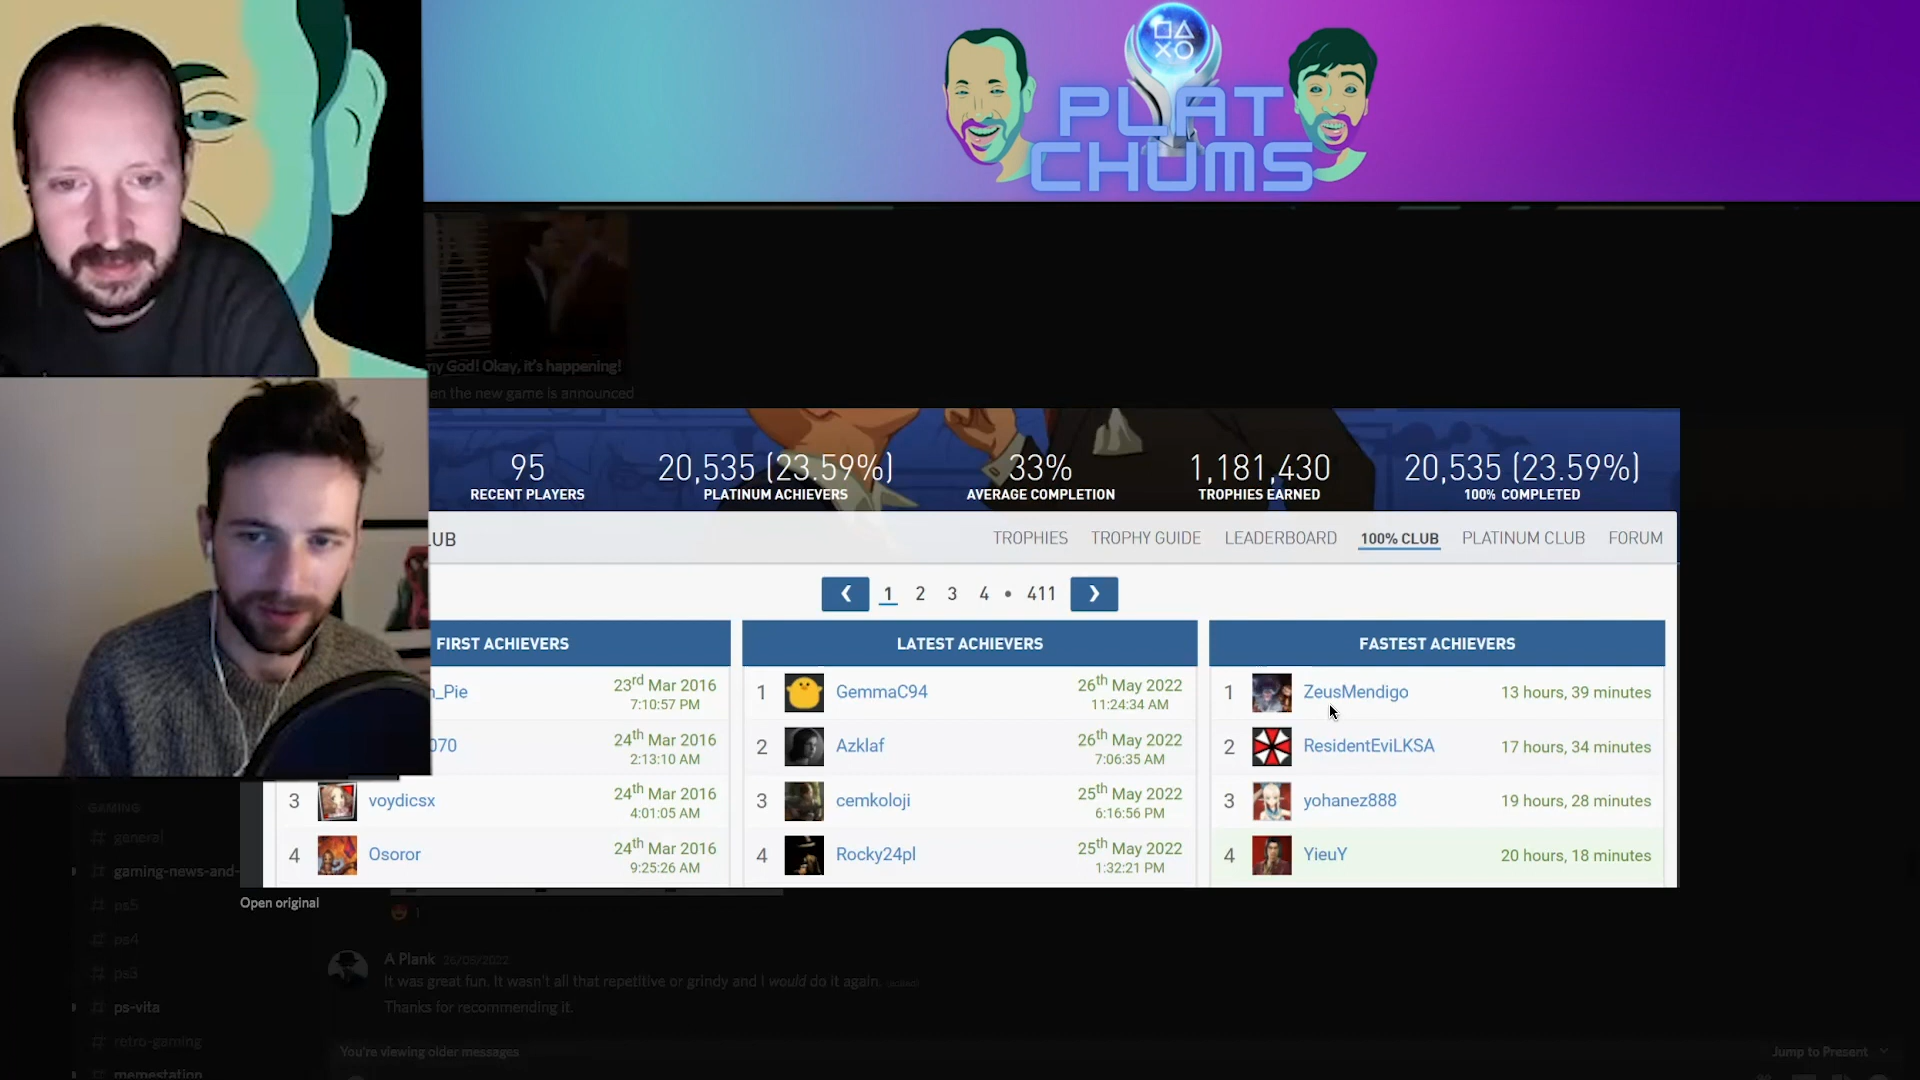 PLAT
CHUMS
my God! Okay, it's happening!
en the new game is announced
95
RECENT PLAYERS
20,535 (23.59%)
PLATINUM ACHIEVERS
33%
AVERAGE COMPLETION
1,181,430
TROPHIES EARNED
20,535 (23.59%)
100% COMPLETED
UB
TROPHIES TROPHY GUIDE LEADERBOARD 100% CLUB PLATINUM CLUB FORUM
1 2 3 4 • 411
FIRST ACHIEVERS
_Pie
23rd Mar 2016
7:10:57 PM
070
24th Mar 2016
2:13:10 AM
3 voydicsx
24th Mar 2016
4:01:05 AM
4 Osoror
24th Mar 2016
9:25:26 AM
LATEST ACHIEVERS
1 GemmaC94
26th May 2022
11:24:34 AM
2 Azklaf
26th May 2022
7:06:35 AM
3 cemkoloji
25th May 2022
6:16:56 PM
4 Rocky24pl
25th May 2022
1:32:21 PM
FASTEST ACHIEVERS
1 ZeusMendigo 13 hours, 39 minutes
2 ResidentEviLKSA 17 hours, 34 minutes
3 yohanez888 19 hours, 28 minutes
4 YieuY 20 hours, 18 minutes
GAMING
# general
# gaming-news-and-
# ps5
# ps4
# ps3
# ps-vita
# retro-gaming
# memestation
Open original
1
A Plank 26/05/2022
It was great fun. It wasn't all that repetitive or grindy and I would do it again. (edited)
Thanks for recommending it.
You're viewing older messages
Jump to Present